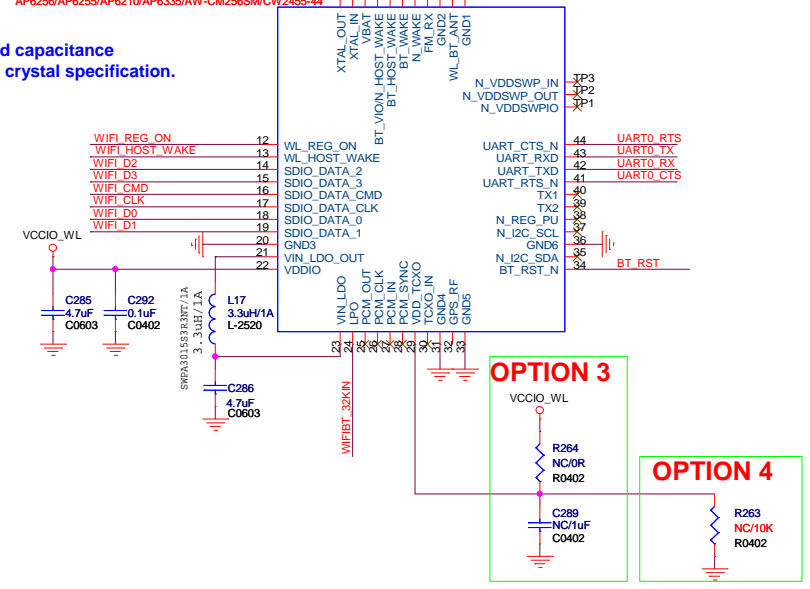 AP6256/AP6255/AP6210/AP6335/AW-CM256SM/CW2455-44
d capacitance
crystal specification.
XTAL_OUT
XTAL_IN
VBAT
BT_VIO/N_HOST_WAKE
BT_HOST_WAKE
BT_WAKE
N_WAKE
FM_RX
GND2
WL_BT_ANT
GND1
N_VDDSWP_IN
TP3
N_VDDSWP_OUT
TP2
N_VDDSWPIO
TP1
WIFI_REG_ON 12 WL_REG_ON
WIFI_HOST_WAKE 13 WL_HOST_WAKE
WIFI_D2 14 SDIO_DATA_2
WIFI_D3 15 SDIO_DATA_3
WIFI_CMD 16 SDIO_DATA_CMD
WIFI_CLK 17 SDIO_DATA_CLK
WIFI_D0 18 SDIO_DATA_0
WIFI_D1 19 SDIO_DATA_1
20 GND3
21 VIN_LDO_OUT
22 VDDIO
UART_CTS_N 44 UART0_RTS
UART_RXD 43 UART0_TX
UART_TXD 42 UART0_RX
UART_RTS_N 41 UART0_CTS
TX1 40
TX2 39
N_REG_PU 38
N_I2C_SCL 37
GND6 36
N_I2C_SDA 35
BT_RST_N 34 BT_RST
VCCIO_WL
C285
4.7uF
C0603
C292
0.1uF
C0402
SWPA3015S3R3NT/1A
3.3uH/1A
L17
3.3uH/1A
L-2520
C286
4.7uF
C0603
VIN_LDO
LPO
PCM_OUT
PCM_CLK
PCM_IN
PCM_SYNC
VDD_TCXO
TCXO_IN
GND4
GPS_RF
GND5
23
24
25
26
27
28
29
30
31
32
33
WIFIBT_32KIN
OPTION 3
VCCIO_WL
R264
NC/0R
R0402
C289
NC/1uF
C0402
OPTION 4
R263
NC/10K
R0402